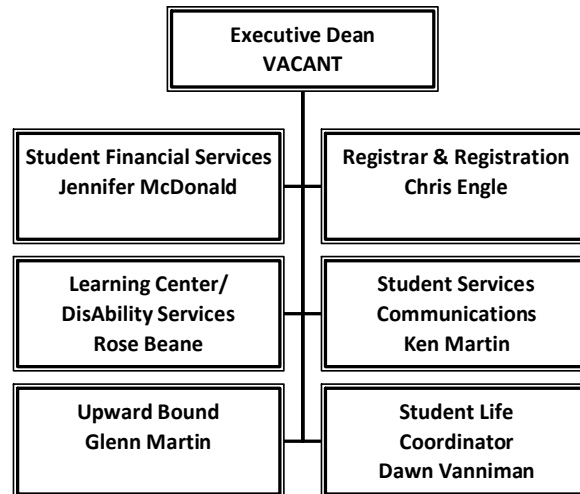 Executive Dean
VACANT
Student Financial Services
Jennifer McDonald
Registrar & Registration
Chris Engle
Learning Center/
DisAbility Services
Rose Beane
Student Services
Communications
Ken Martin
Upward Bound
Glenn Martin
Student Life
Coordinator
Dawn Vanniman